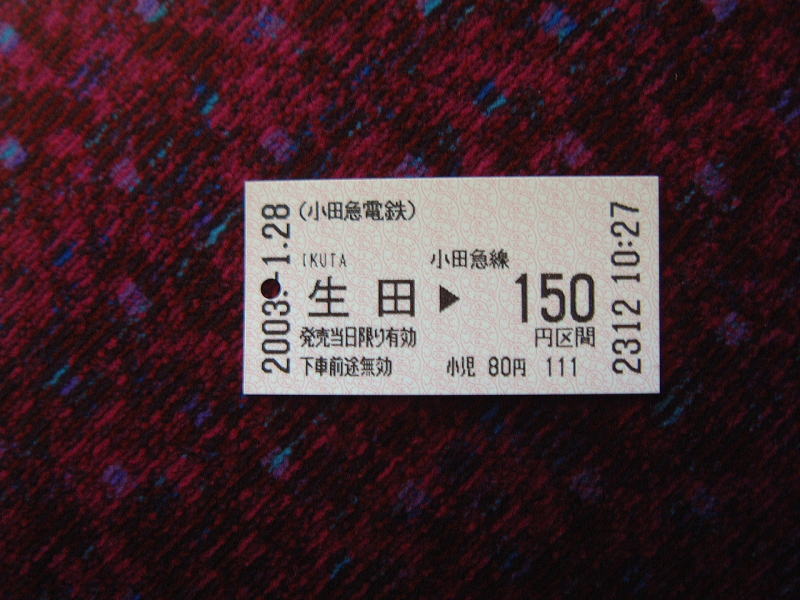 2003.-1.28
(小田急電鉄)
IKUTA 小田急線
生田▶150
発売当日限り有効 円区間
下車前途無効 小児 80円 111
2312 10:27